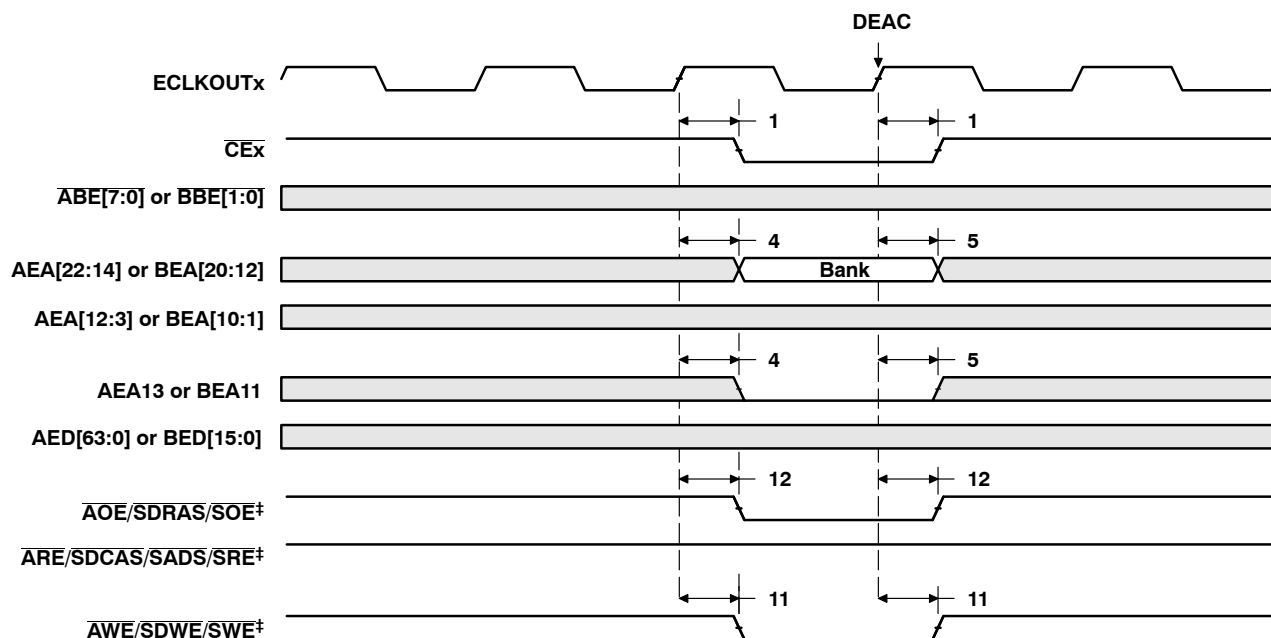 DEAC
ECLKOUTx
1 1
CEx
ABE[7:0] or BBE[1:0]
4 5
AEA[22:14] or BEA[20:12] Bank
AEA[12:3] or BEA[10:1]
4 5
AEA13 or BEA11
AED[63:0] or BED[15:0]
12 12
AOE/SDRAS/SOE‡
ARE/SDCAS/SADS/SRE‡
11 11
AWE/SDWE/SWE‡